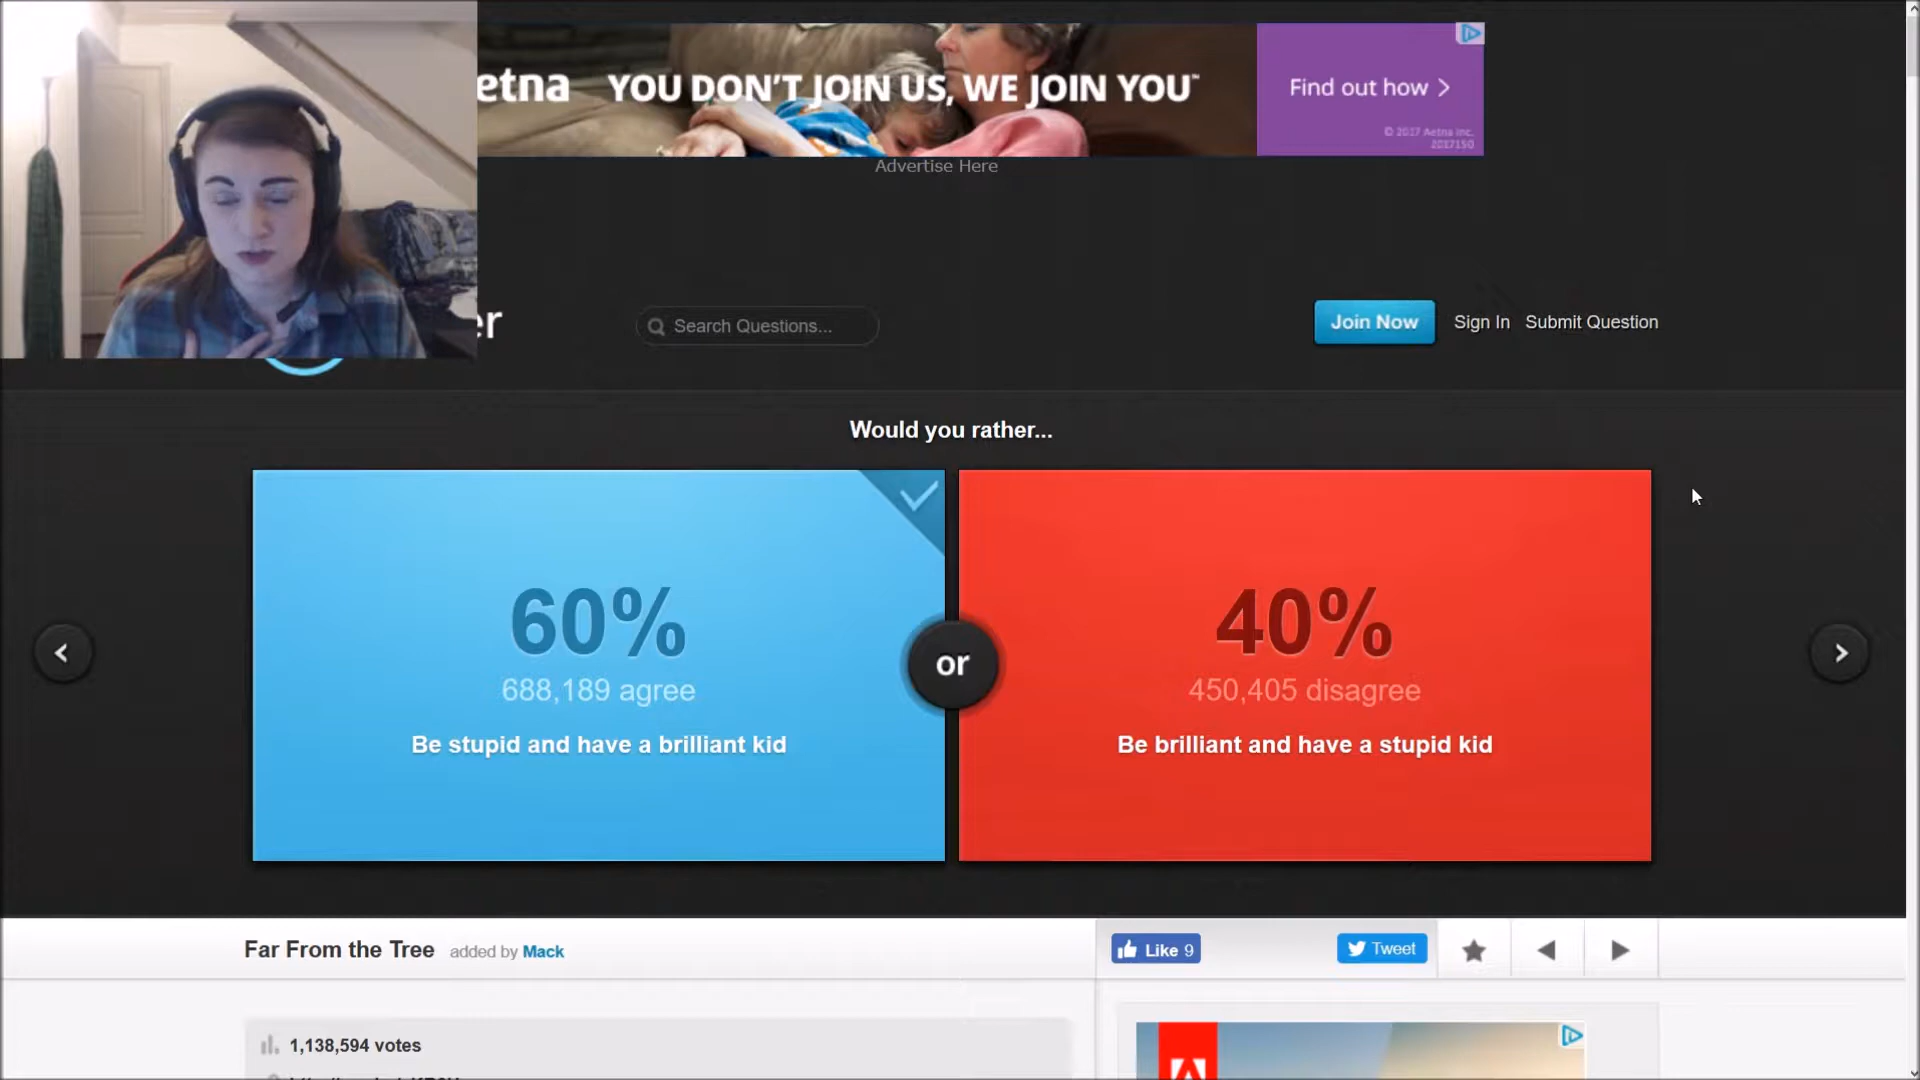 etna YOU DON'T JOIN US, WE JOIN YOU™
Find out how >
© 2017 Aetna Inc.
2017150
Advertise Here
er
Search Questions...
Join Now
Sign In
Submit Question
Would you rather...
60%
688,189 agree
Be stupid and have a brilliant kid
or
40%
450,405 disagree
Be brilliant and have a stupid kid
Far From the Tree added by Mack
Like 9
Tweet
1,138,594 votes